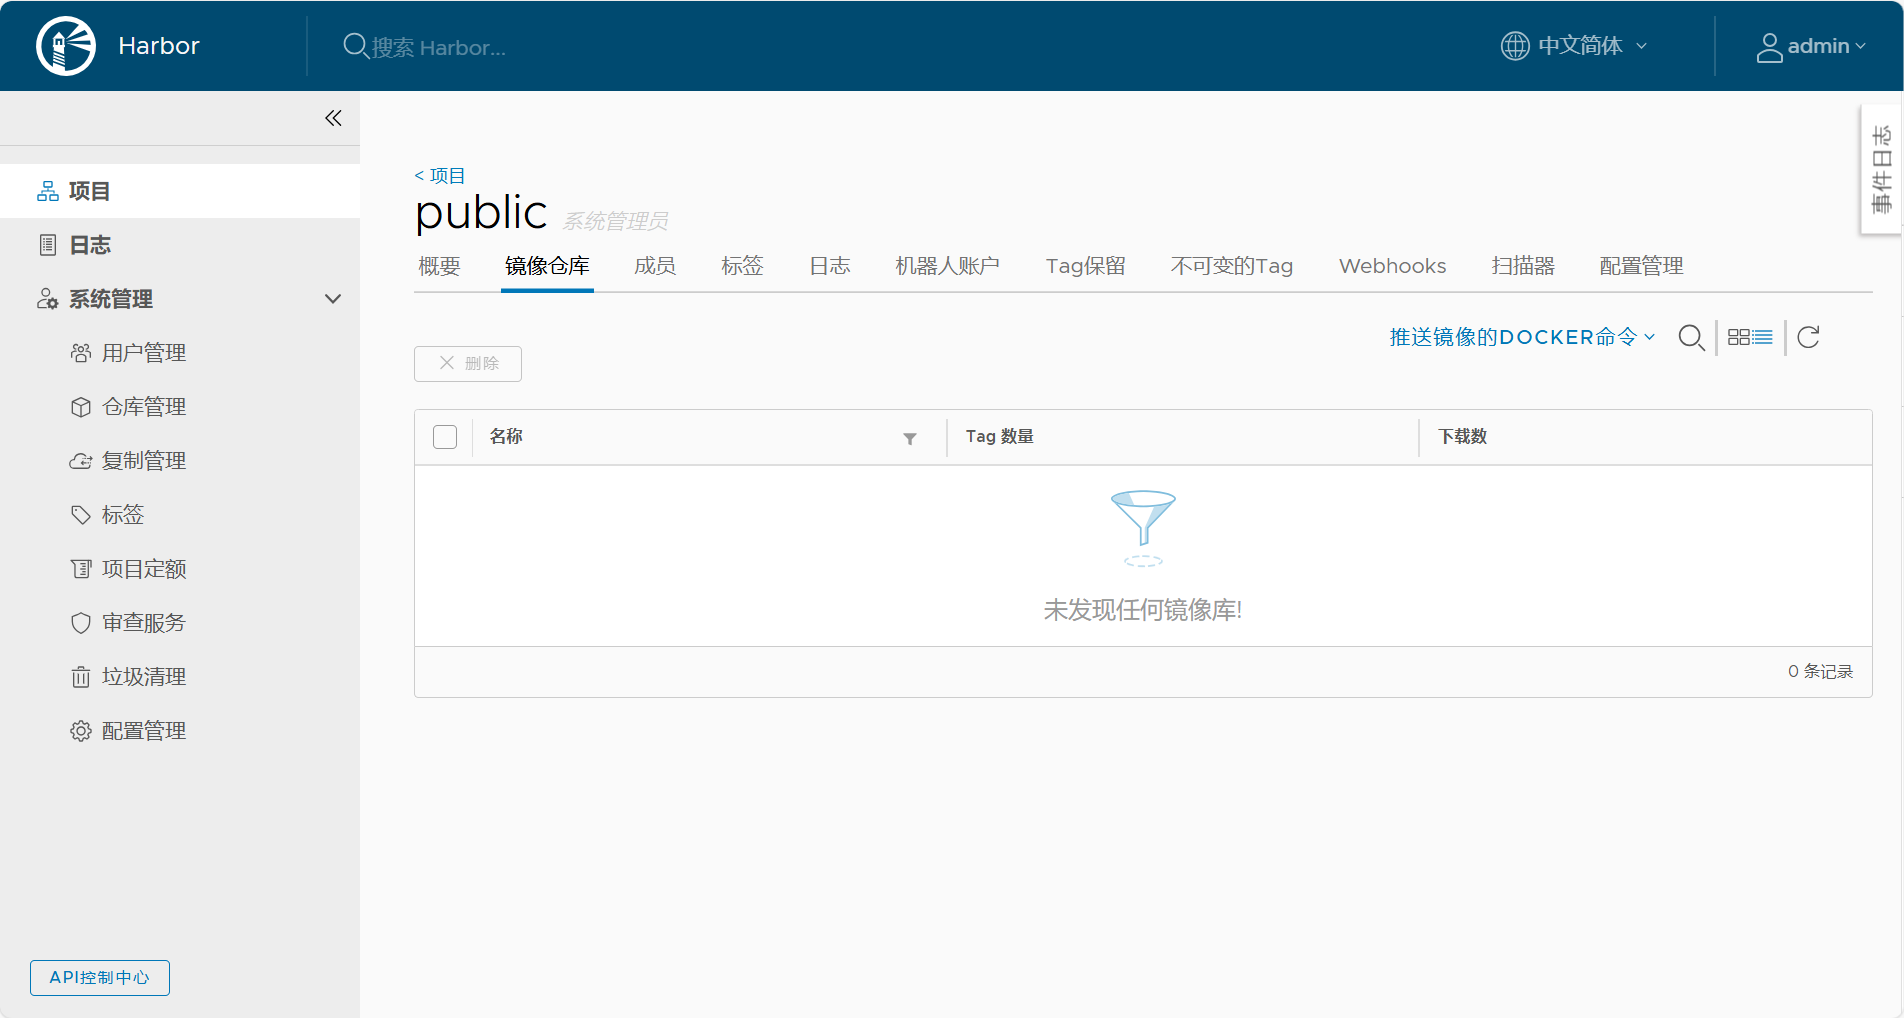 Harbor
搜索 Harbor...
中文简体
admin
事件日志
项目
日志
系统管理
用户管理
仓库管理
复制管理
标签
项目定额
审查服务
垃圾清理
配置管理
API控制中心
< 项目
public 系统管理员
概要 镜像仓库 成员 标签 日志 机器人账户 Tag保留 不可变的Tag Webhooks 扫描器 配置管理
推送镜像的DOCKER命令
删除
名称 Tag 数量 下载数
未发现任何镜像库!
0 条记录